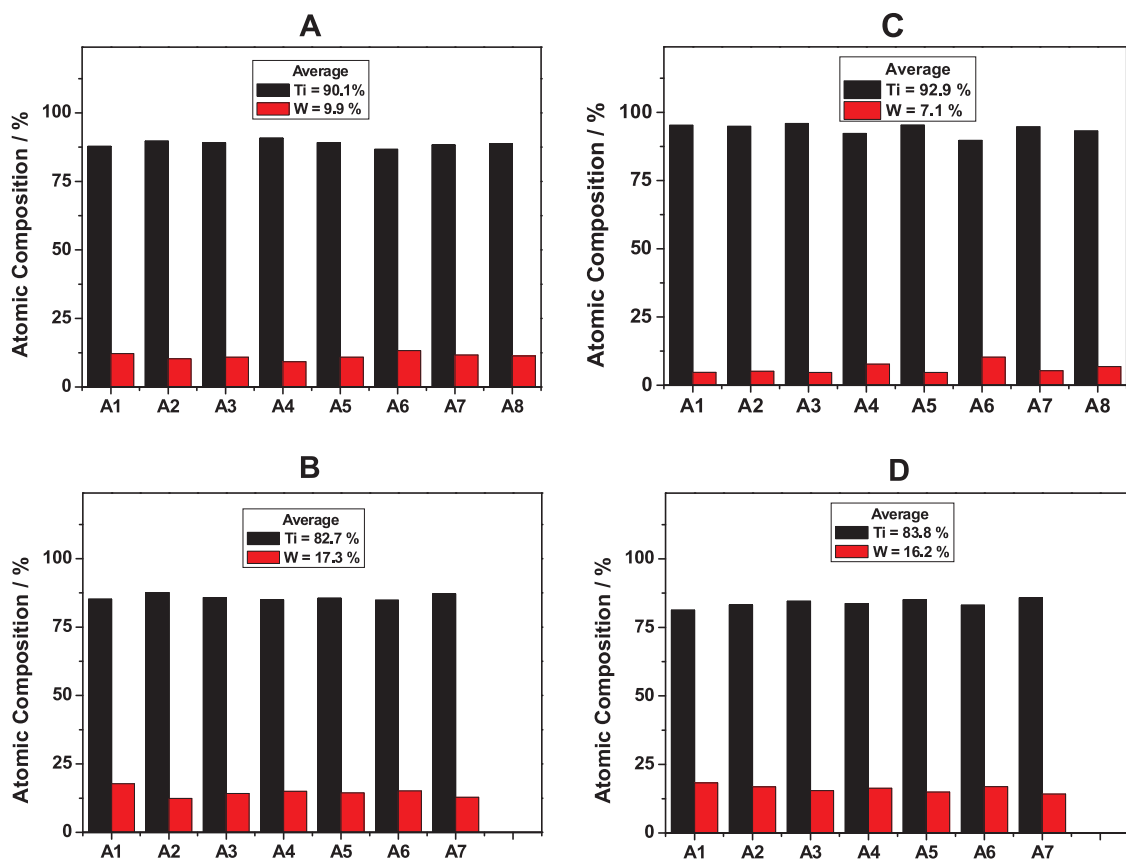 A
Average
Ti = 90.1%
W = 9.9 %
Atomic Composition / %
100
75
50
25
0
A1 A2 A3 A4 A5 A6 A7 A8
C
Average
Ti = 92.9 %
W = 7.1 %
Atomic Composition / %
100
75
50
25
0
A1 A2 A3 A4 A5 A6 A7 A8
B
Average
Ti = 82.7 %
W = 17.3 %
Atomic Composition / %
100
75
50
25
0
A1 A2 A3 A4 A5 A6 A7
D
Average
Ti = 83.8 %
W = 16.2 %
Atomic Composition / %
100
75
50
25
0
A1 A2 A3 A4 A5 A6 A7